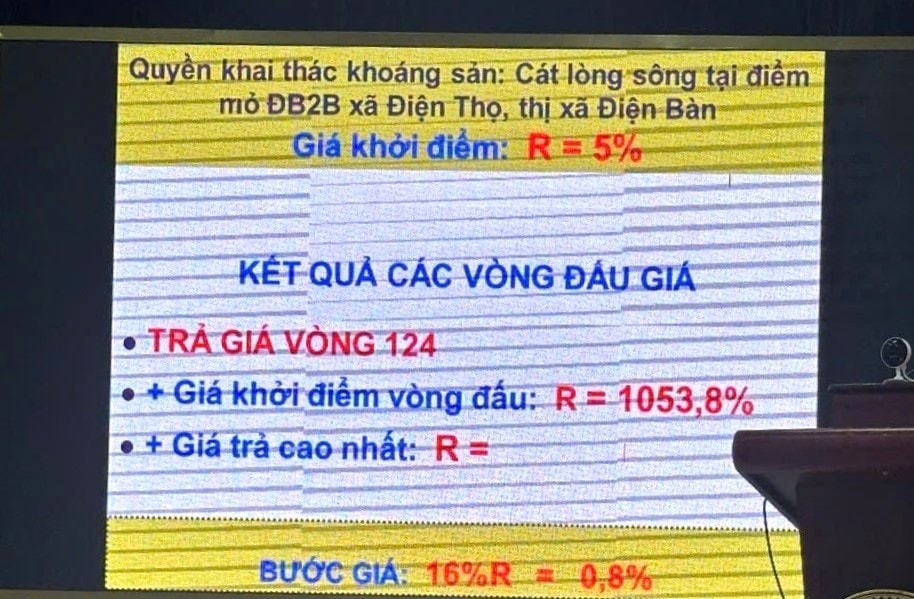 Quyền khai thác khoáng sản: Cát lòng sông tại điểm
mỏ ĐB2B xã Điện Thọ, thị xã Điện Bàn
Giá khởi điểm: R = 5%
KẾT QUẢ CÁC VÒNG ĐẤU GIÁ
• TRẢ GIÁ VÒNG 124
• + Giá khởi điểm vòng đấu: R = 1053,8%
• + Giá trả cao nhất: R =
BƯỚC GIÁ: 16%R = 0,8%